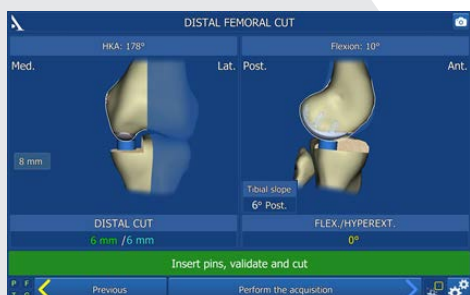 DISTAL FEMORAL CUT
HKA: 178°
Flexion: 10°
Med.
Lat.
Post.
Ant.
8 mm
Tibial slope
6° Post.
DISTAL CUT
FLEX./HYPEREXT.
6 mm /6 mm
0°
Insert pins, validate and cut
P F
Previous
Perform the acquisition